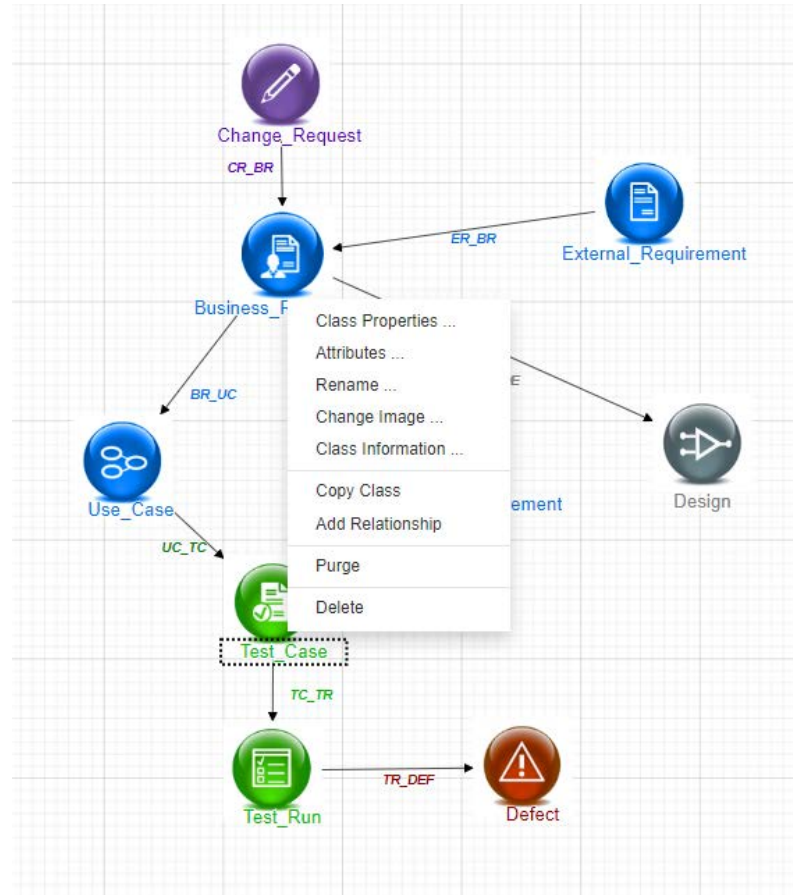 Change_Request
CR_BR
ER_BR
External_Requirement
Business_
Class Properties ...
Attributes ...
Rename ...
Change Image ...
Class Information ...
Copy Class
Add Relationship
Purge
Delete
E
BR_UC
Use_Case
ement
Design
UC_TC
Test_Case
TC_TR
Test_Run
TR_DEF
Defect